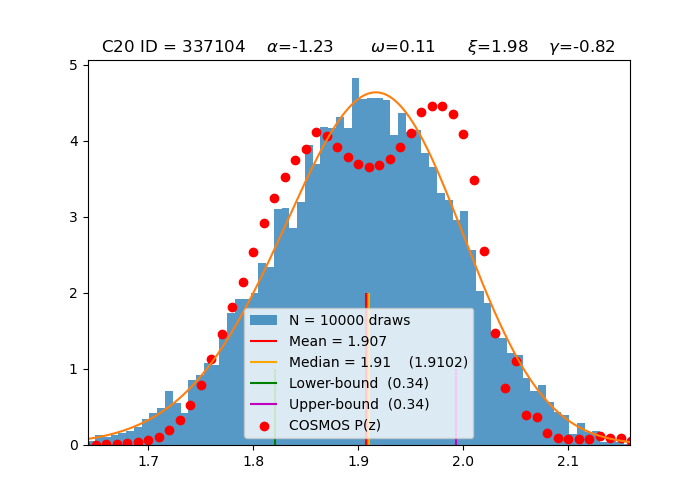 C20 ID = 337104 α=-1.23 ω=0.11 ξ=1.98 γ=-0.82
5
4
3
2
1
0
N = 10000 draws
Mean = 1.907
Median = 1.91 (1.9102)
Lower-bound (0.34)
Upper-bound (0.34)
COSMOS P(z)
1.7 1.8 1.9 2.0 2.1